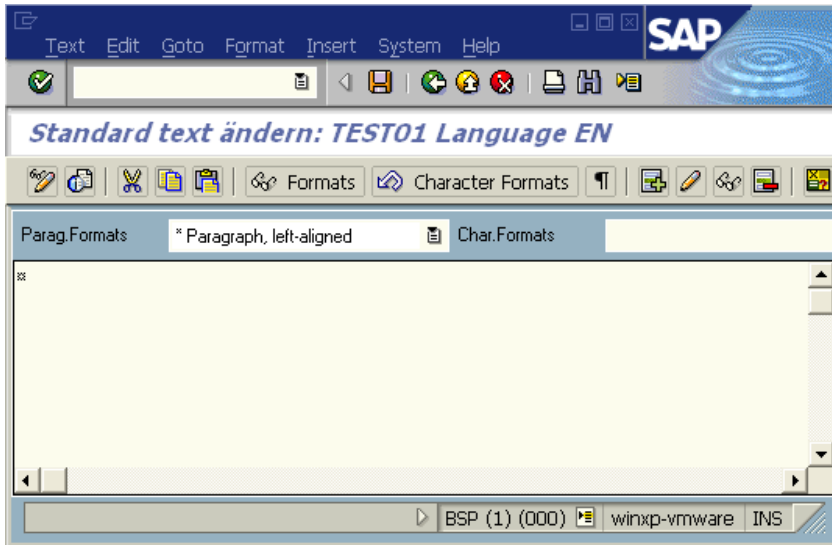 SAP
Text Edit Goto Format Insert System Help
Standard text ändern: TEST01 Language EN
Formats Character Formats ¶
Parag.Formats * Paragraph, left-aligned Char.Formats
¤
BSP (1) (000) winxp-vmware INS